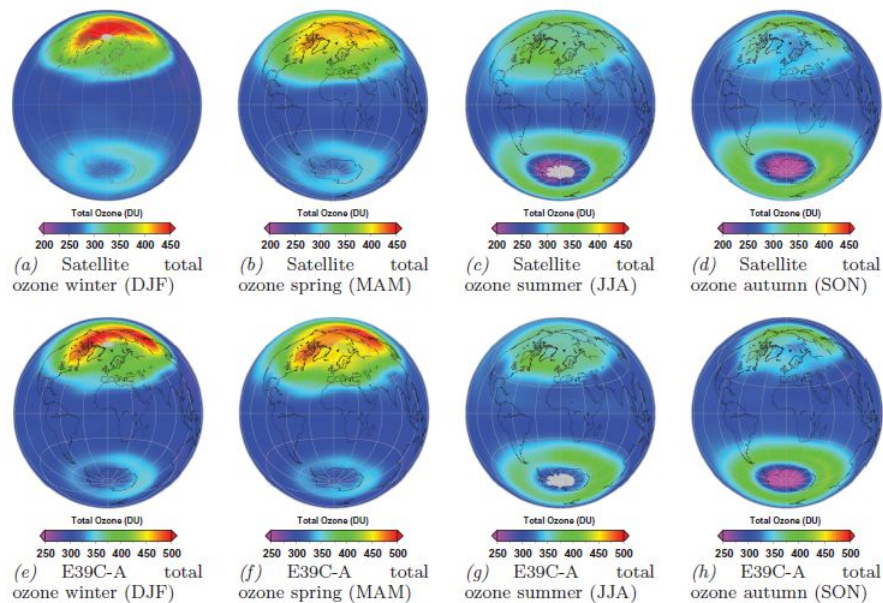 Total Ozone (DU)
200 250 300 350 400 450
(a) Satellite total
ozone winter (DJF)
Total Ozone (DU)
200 250 300 350 400 450
(b) Satellite total
ozone spring (MAM)
Total Ozone (DU)
200 250 300 350 400 450
(c) Satellite total
ozone summer (JJA)
Total Ozone (DU)
200 250 300 350 400 450
(d) Satellite total
ozone autumn (SON)
Total Ozone (DU)
250 300 350 400 450 500
(e) E39C-A total
ozone winter (DJF)
Total Ozone (DU)
250 300 350 400 450 500
(f) E39C-A total
ozone spring (MAM)
Total Ozone (DU)
250 300 350 400 450 500
(g) E39C-A total
ozone summer (JJA)
Total Ozone (DU)
250 300 350 400 450 500
(h) E39C-A total
ozone autumn (SON)